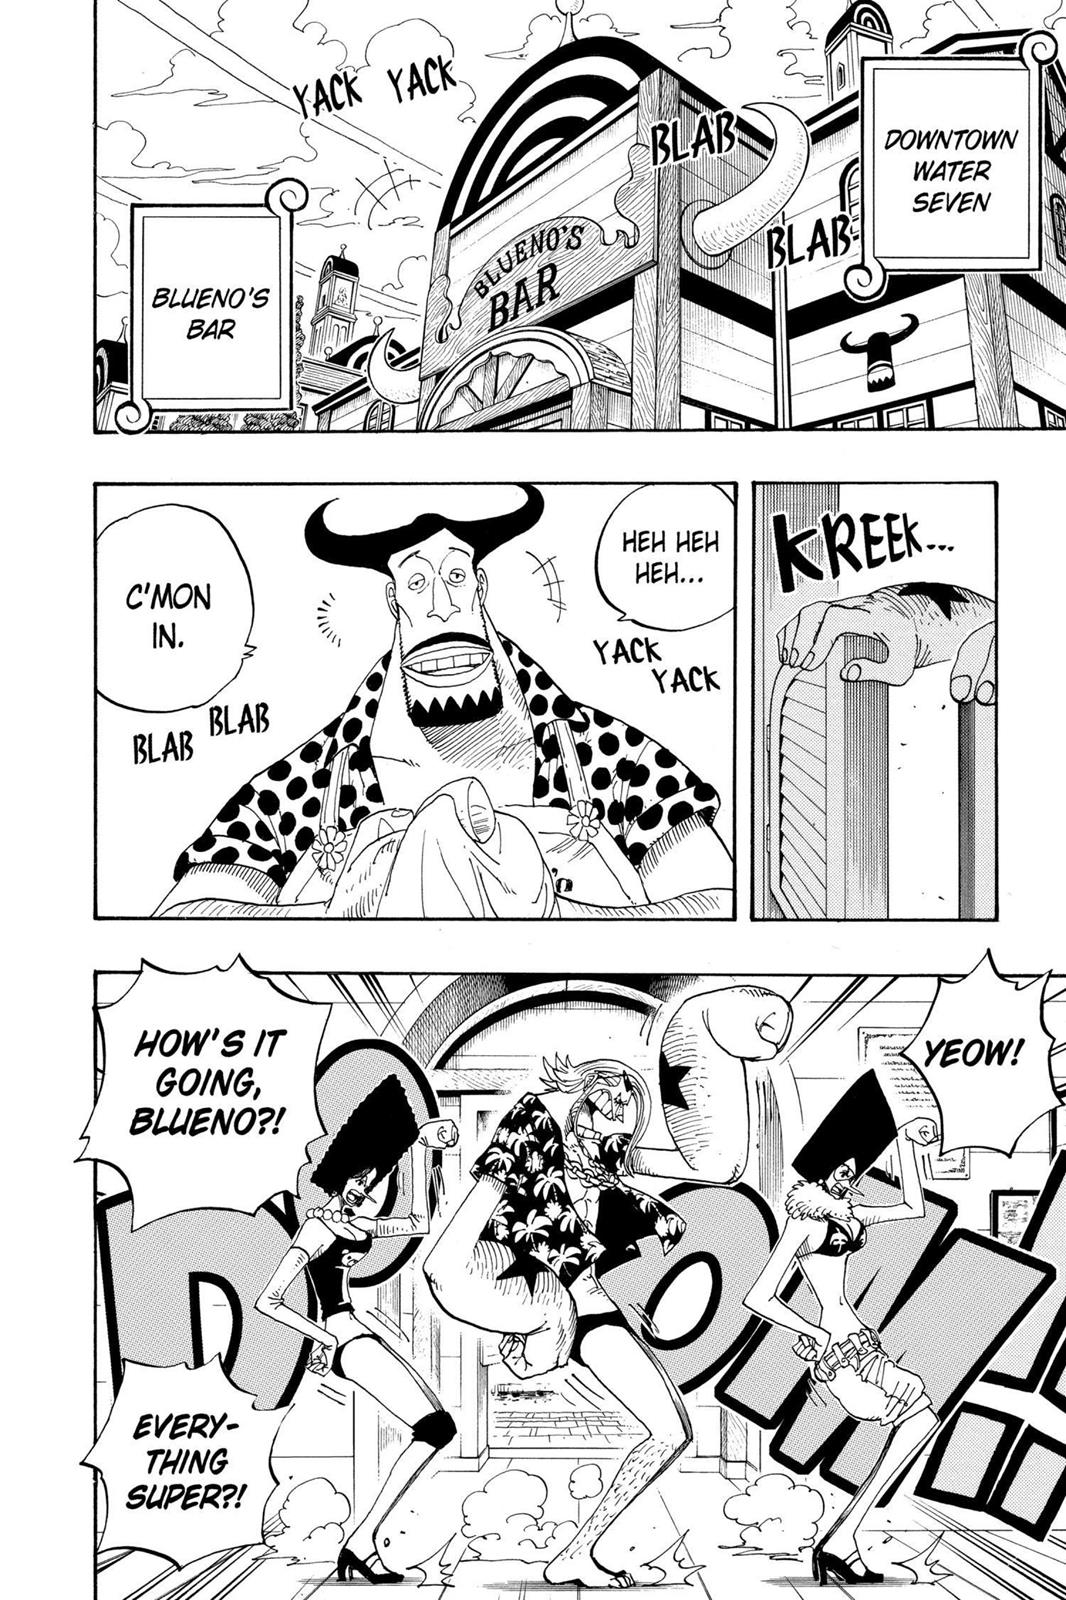 DOWNTOWN
WATER
SEVEN
YACK YACK
BLAB
BLAB
BLUENO'S
BAR
BLUENO'S
BAR
KREEK...
HEH HEH
HEH...
YACK
YACK
C'MON
IN.
BLAB
BLAB
YEOW!
HOW'S IT
GOING,
BLUENO?!
EVERY-
THING
SUPER?!